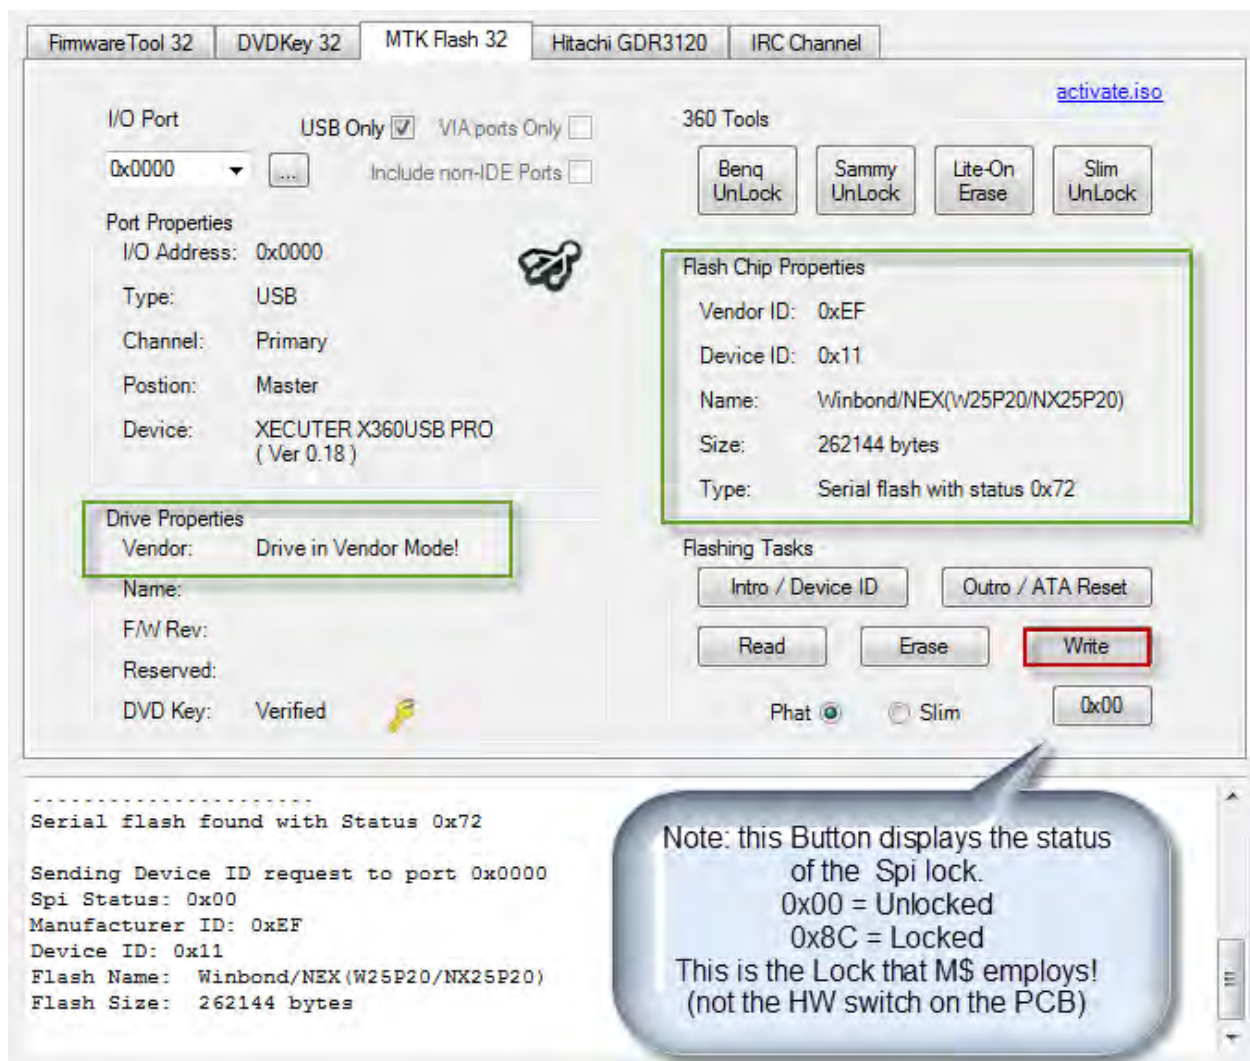 FirmwareTool 32 DVDKey 32 MTK Flash 32 Hitachi GDR3120 IRC Channel
activate.iso
I/O Port
USB Only VIA ports Only
0x0000 ...
Include non-IDE Ports
Port Properties
I/O Address: 0x0000
Type: USB
Channel: Primary
Postion: Master
Device: XECUTER X360USB PRO
( Ver 0.18 )
Drive Properties
Vendor: Drive in Vendor Mode!
Name:
F/W Rev:
Reserved:
DVD Key: Verified
360 Tools
Benq UnLock
Sammy UnLock
Lite-On Erase
Slim UnLock
Flash Chip Properties
Vendor ID: 0xEF
Device ID: 0x11
Name: Winbond/NEX(W25P20/NX25P20)
Size: 262144 bytes
Type: Serial flash with status 0x72
Flashing Tasks
Intro / Device ID Outro / ATA Reset
Read Erase Write
Phat Slim 0x00
----------------------
Serial flash found with Status 0x72
Sending Device ID request to port 0x0000
Spi Status: 0x00
Manufacturer ID: 0xEF
Device ID: 0x11
Flash Name: Winbond/NEX(W25P20/NX25P20)
Flash Size: 262144 bytes
Note: this Button displays the status
of the Spi lock.
0x00 = Unlocked
0x8C = Locked
This is the Lock that M$ employs!
(not the HW switch on the PCB)